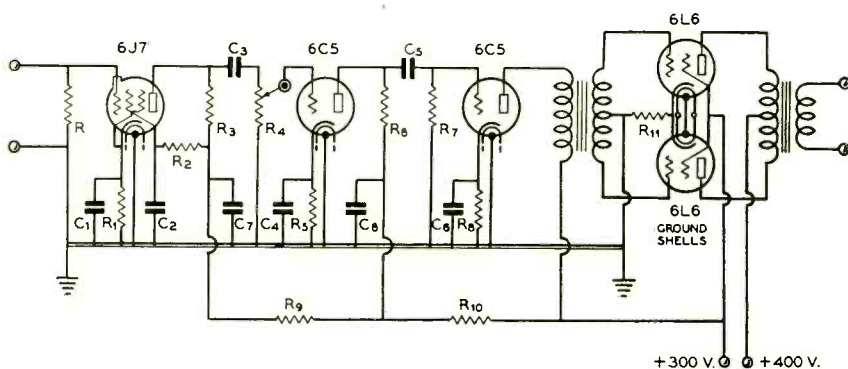 6L6
6J7 C3 6C5 C5 6C5
R R3 R4 R6 R7 R11
R2
6L6
C1 R1 C2 C7 C4 R5 C8 C6 R8
GROUND
SHELLS
R9 R10
+300 V. +400 V.